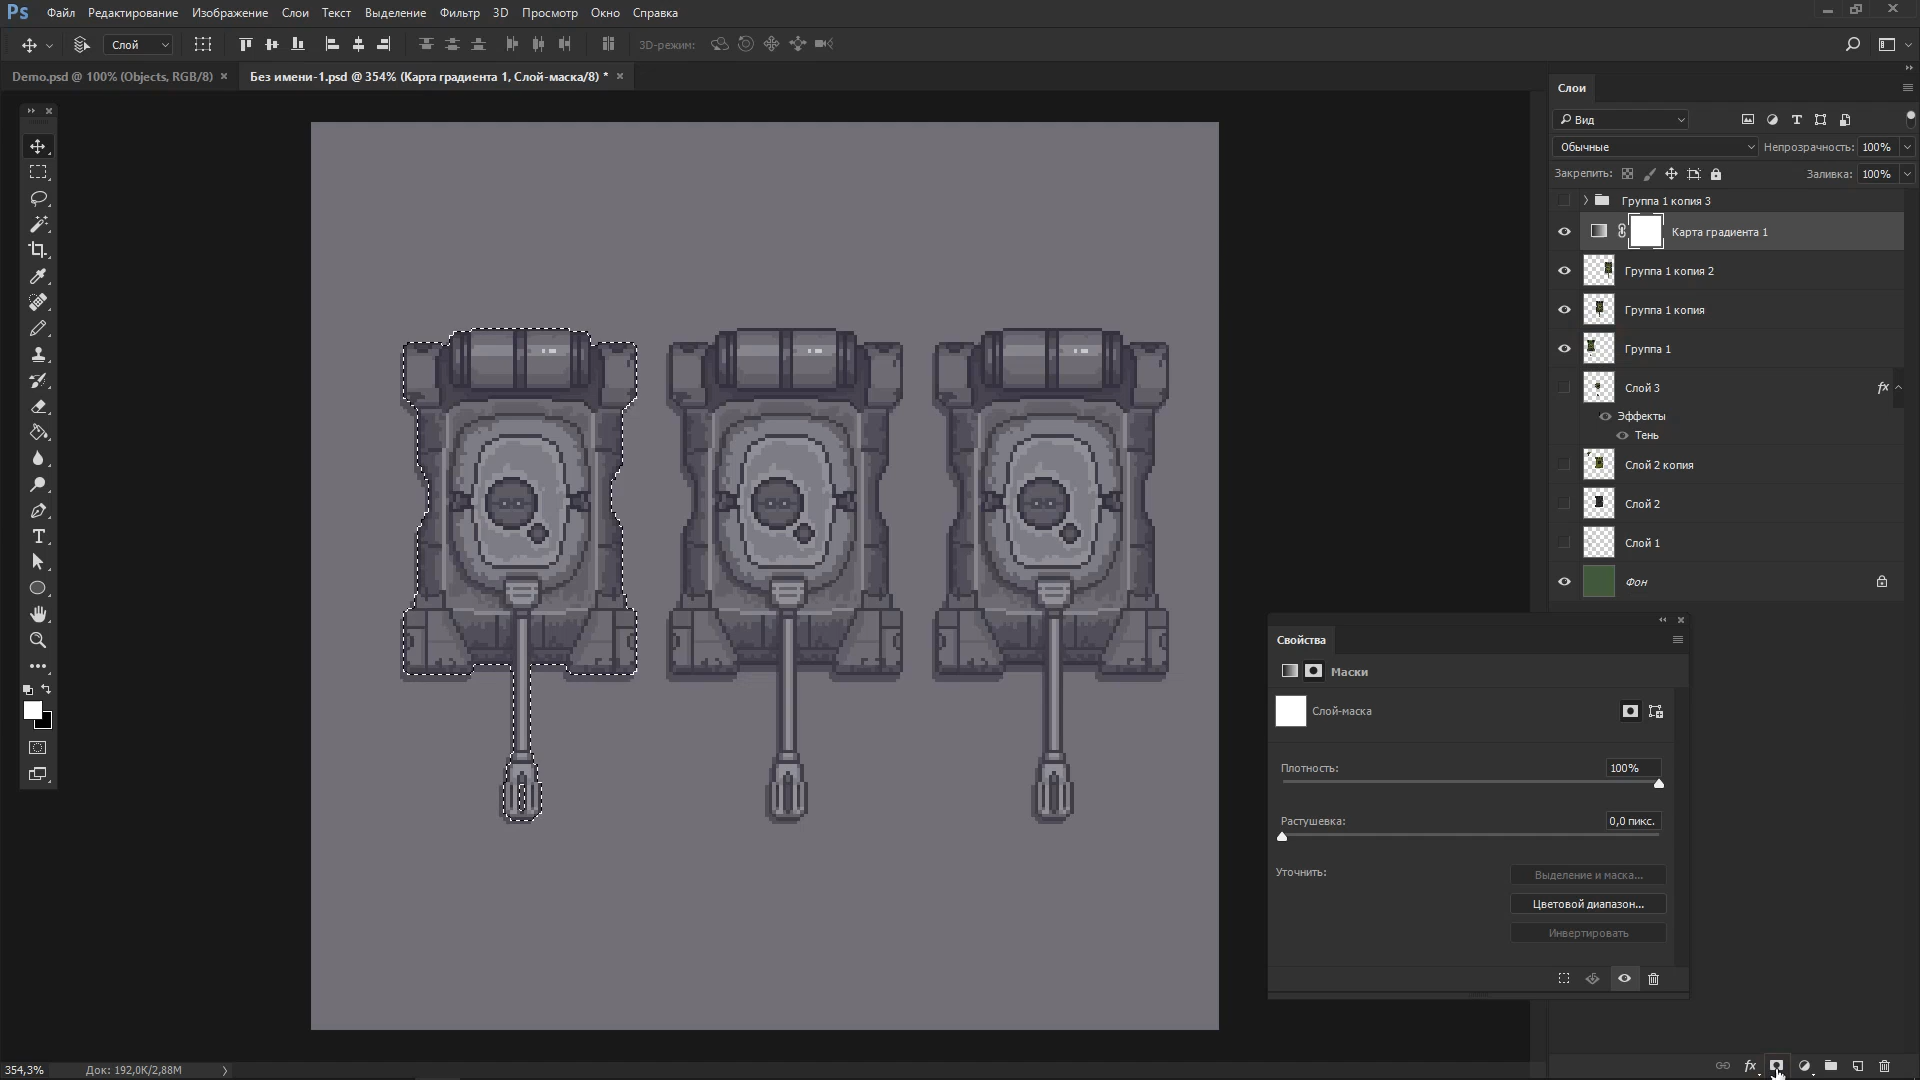 Ps Файл Редактирование Изображение Слои Текст Выделение Фильтр 3D Просмотр Окно Справка
Слой 3D-режим:
Demo.psd @ 100% (Objects, RGB/8) × Без имени-1.psd @ 354% (Карта градиента 1, Слой-маска/8) * ×
Слои
Вид
Обычные Непрозрачность: 100%
Закрепить: Заливка: 100%
Группа 1 копия 3
Карта градиента 1
Группа 1 копия 2
Группа 1 копия
Группа 1
Слой 3 fx
Эффекты
Тень
Слой 2 копия
Слой 2
Слой 1
Фон
Свойства
Маски
Слой-маска
Плотность: 100%
Растушевка: 0,0 пикс.
Уточнить: Выделение и маска...
Цветовой диапазон...
Инвертировать
354,3% Док: 192,0K/2,88M
fx